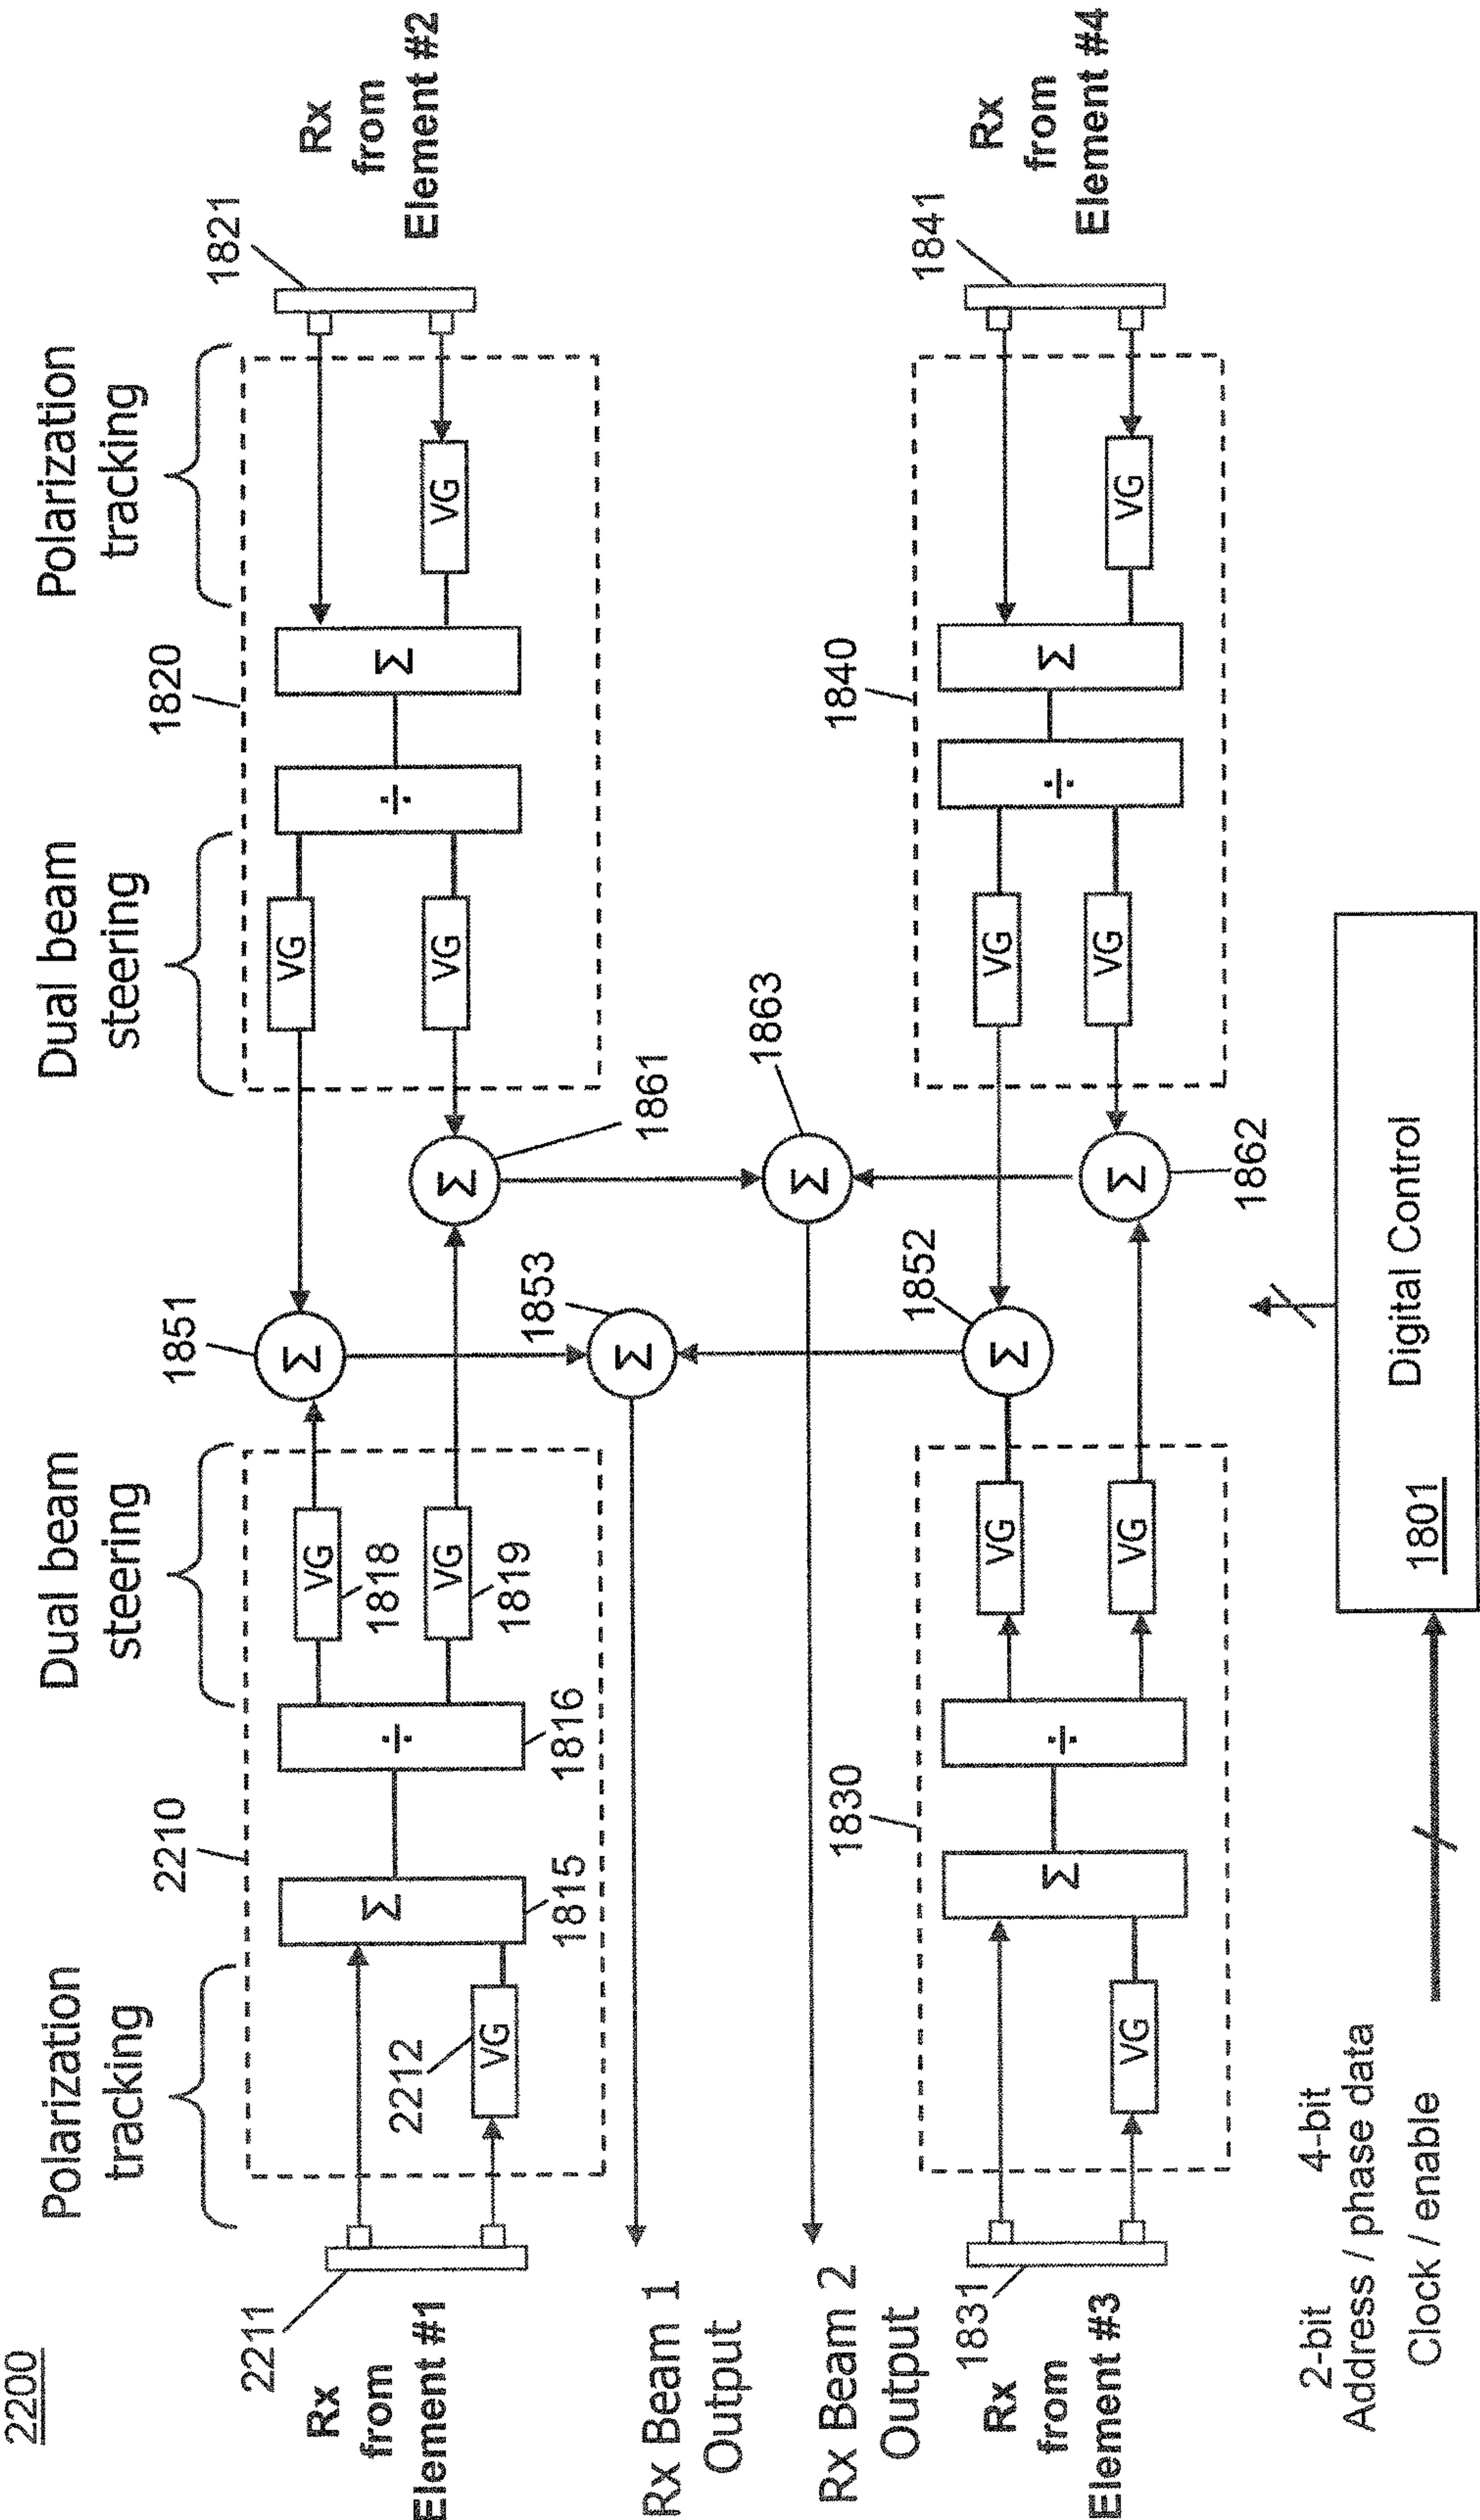 2200
Polarization
tracking
Dual beam
steering
Dual beam
steering
Polarization
tracking
2210
1851
1820
1821
2211
Rx
from
Element #1
Rx
from
Element #2
Σ
÷
VG
VG
Σ
VG
VG
÷
Σ
2212
VG
1818
VG
1819
Σ
VG
VG
1815
1816
1853
1861
Σ
1863
Σ
Rx Beam 1
Output
Rx Beam 2
Output
1830
1852
1840
1841
1831
Rx
from
Element #3
Rx
from
Element #4
Σ
÷
VG
Σ
VG
÷
Σ
VG
VG
Σ
VG
VG
1862
2-bit 4-bit
Address / phase data
Clock / enable
1801
Digital Control